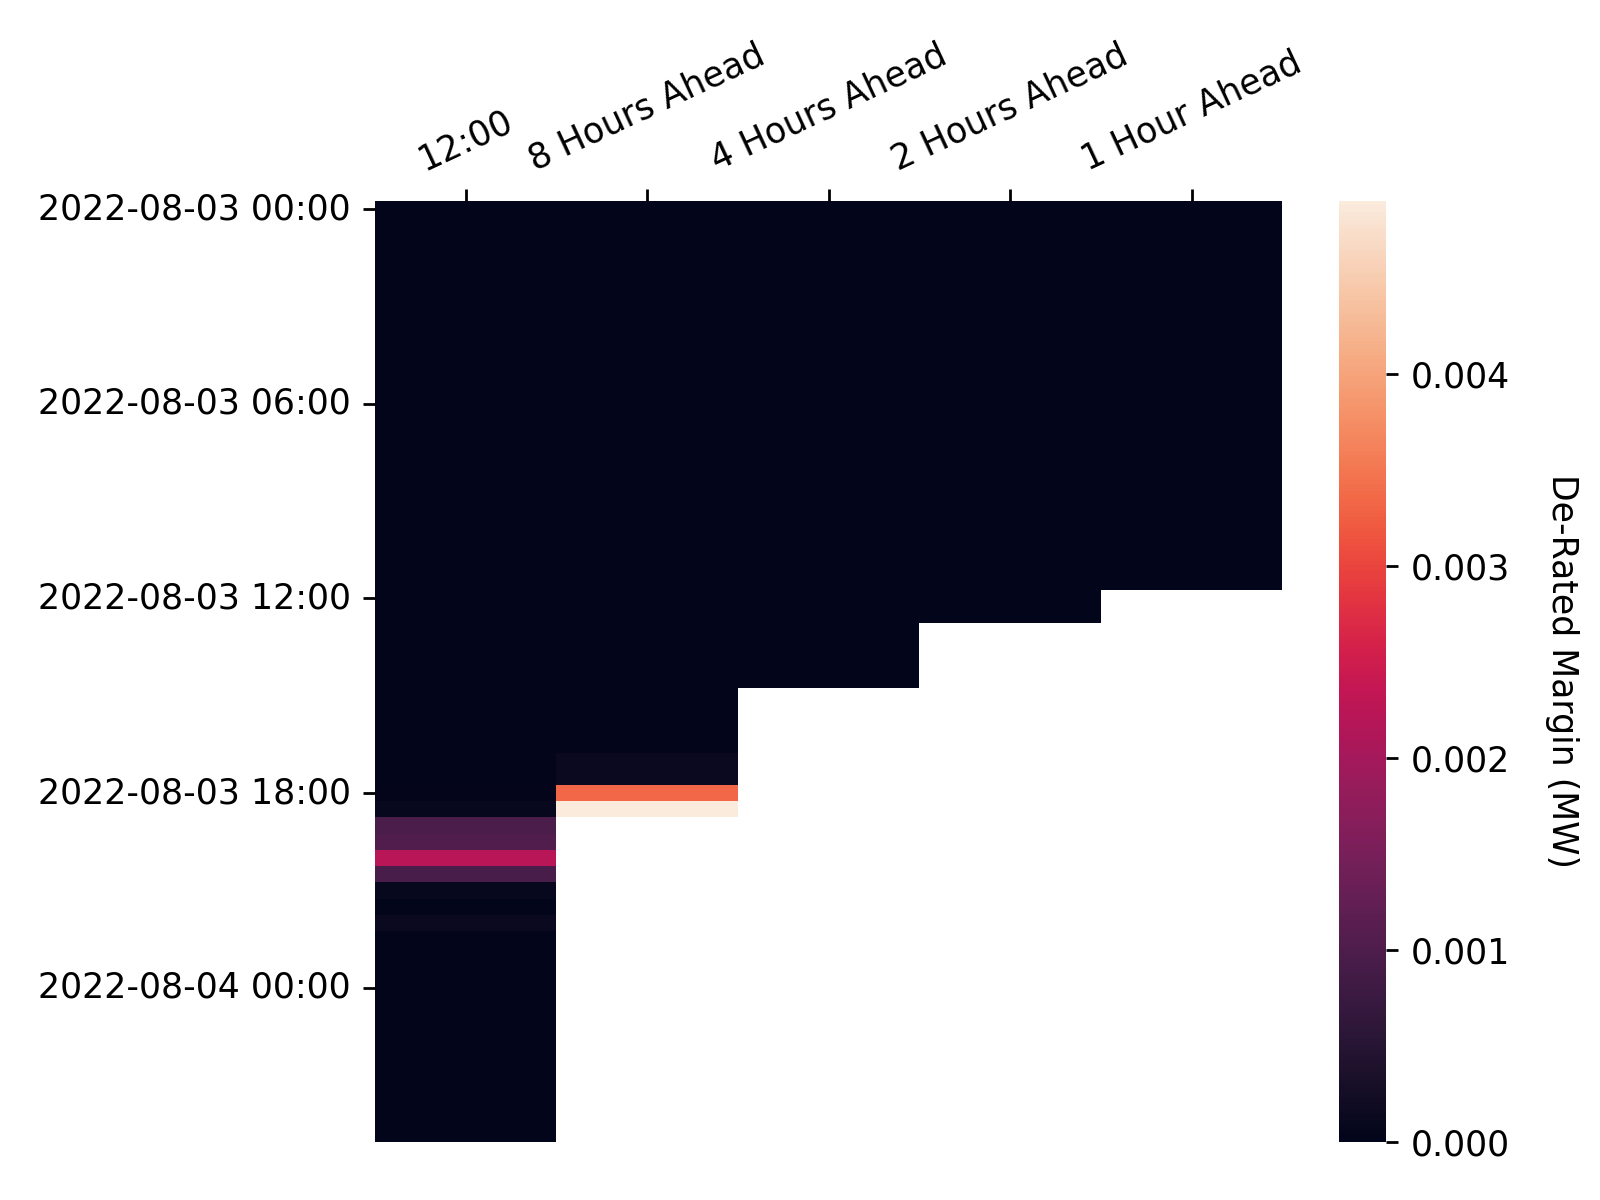 12:00
8 Hours Ahead
4 Hours Ahead
2 Hours Ahead
1 Hour Ahead
2022-08-03 00:00
2022-08-03 06:00
2022-08-03 12:00
2022-08-03 18:00
2022-08-04 00:00
0.004
0.003
0.002
0.001
0.000
De-Rated Margin (MW)